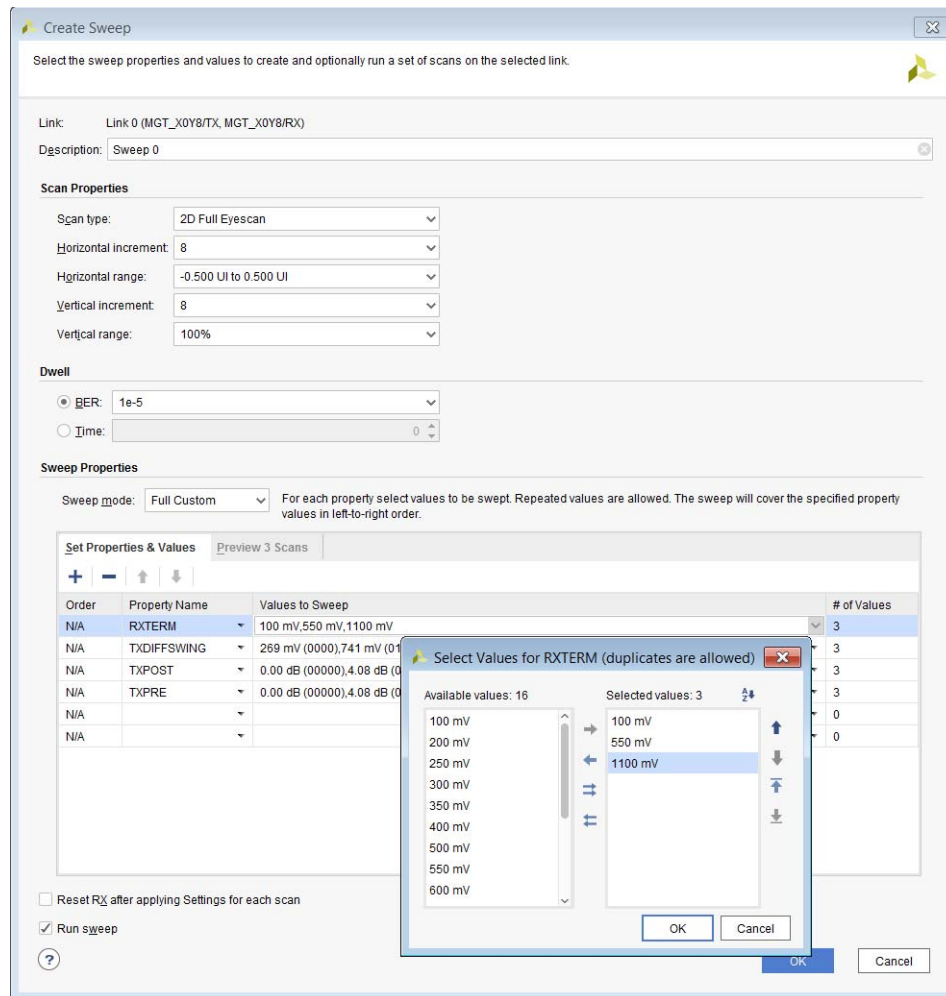 Create Sweep
Select the sweep properties and values to create and optionally run a set of scans on the selected link.
Link: Link 0 (MGT_X0Y8/TX, MGT_X0Y8/RX)
Description: Sweep 0
Scan Properties
Scan type: 2D Full Eyescan
Horizontal increment: 8
Horizontal range: -0.500 UI to 0.500 UI
Vertical increment: 8
Vertical range: 100%
Dwell
BER: 1e-5
Time: 0
Sweep Properties
Sweep mode: Full Custom For each property select values to be swept. Repeated values are allowed. The sweep will cover the specified property
values in left-to-right order.
Set Properties & Values Preview 3 Scans
Order Property Name Values to Sweep # of Values
N/A RXTERM 100 mV,550 mV,1100 mV 3
N/A TXDIFFSWING 269 mV (0000),741 mV (01 3
N/A TXPOST 0.00 dB (00000),4.08 dB (0 3
N/A TXPRE 0.00 dB (00000),4.08 dB (0 3
N/A 0
N/A 0
Select Values for RXTERM (duplicates are allowed)
Available values: 16 Selected values: 3
100 mV 100 mV
200 mV 550 mV
250 mV 1100 mV
300 mV
350 mV
400 mV
500 mV
550 mV
600 mV
OK Cancel
Reset RX after applying Settings for each scan
Run sweep
? OK Cancel